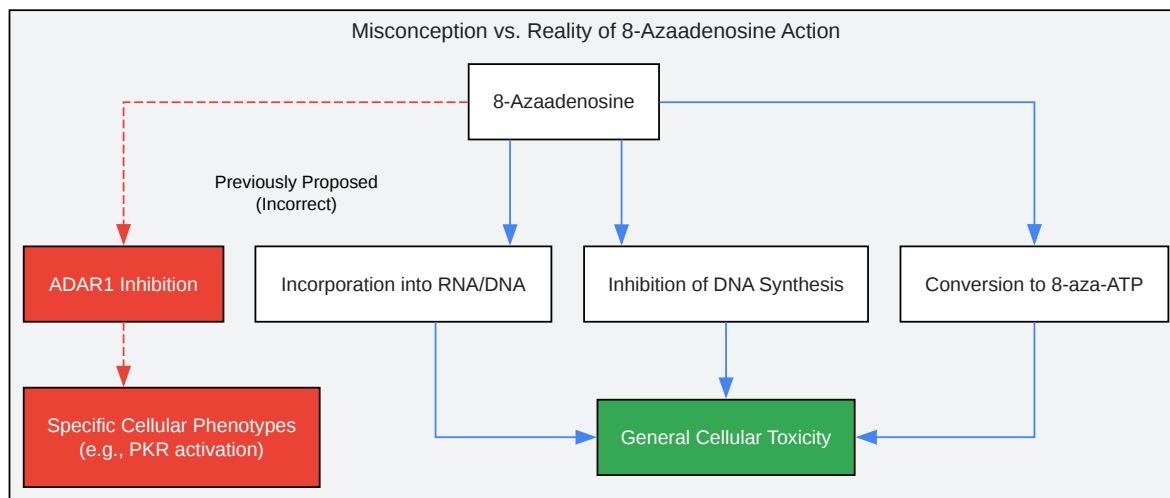 Misconception vs. Reality of 8-Azaadenosine Action
8-Azaadenosine
Previously Proposed
(Incorrect)
ADAR1 Inhibition
Incorporation into RNA/DNA
Inhibition of DNA Synthesis
Conversion to 8-aza-ATP
Specific Cellular Phenotypes
(e.g., PKR activation)
General Cellular Toxicity